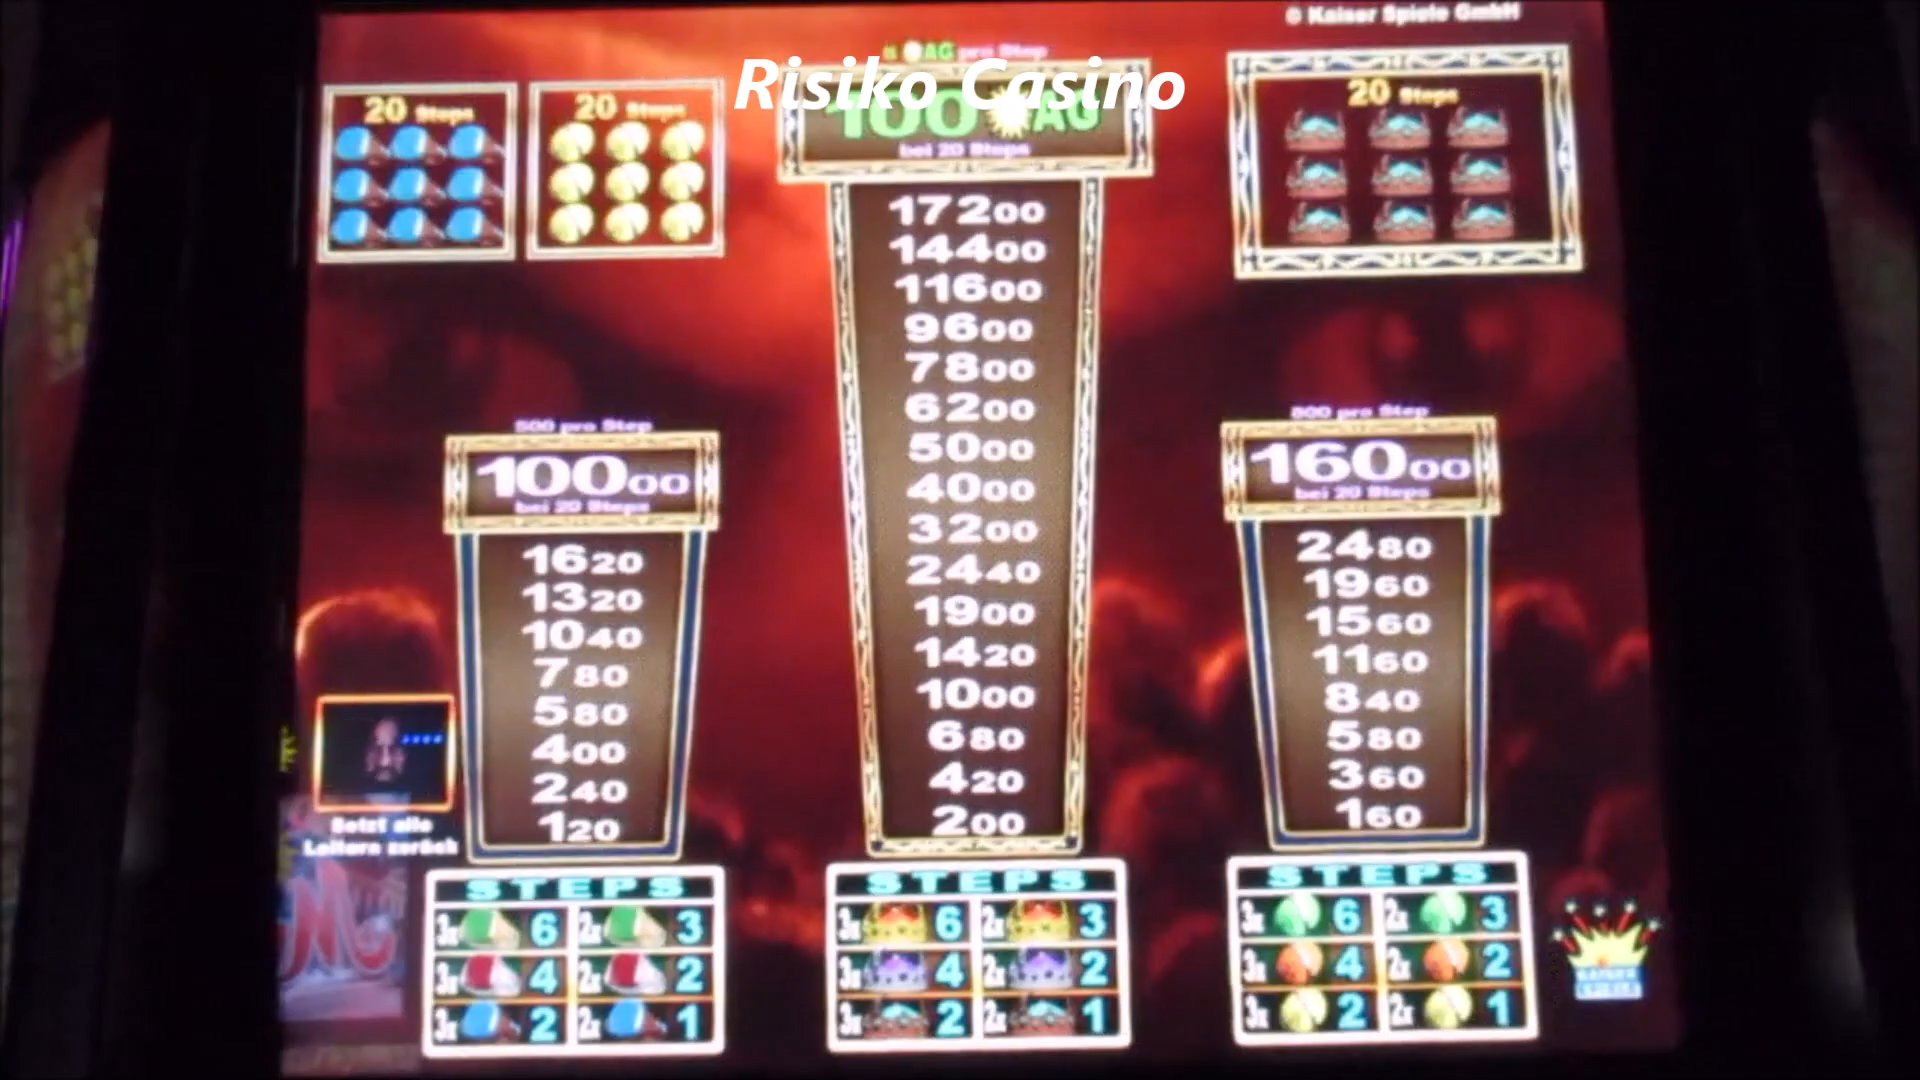 © Kaiser Spiele GmbH
5 AG pro Step
Risiko Casino
20 Steps
20 Steps
100 AG
bei 20 Steps
20 Steps
17200
14400
11600
9600
7800
6200
5000
4000
3200
2440
1900
1420
1000
680
420
200
500 pro Step
10000
bei 20 Steps
1620
1320
1040
780
580
400
240
120
800 pro Step
16000
bei 20 Steps
2480
1960
1560
1160
840
580
360
160
Setzt alle
Leitern zurück
STEPS
3x 6 2x 3
3x 4 2x 2
3x 2 2x 1
STEPS
3x 6 2x 3
3x 4 2x 2
3x 2 2x 1
STEPS
3x 6 2x 3
3x 4 2x 2
3x 2 2x 1